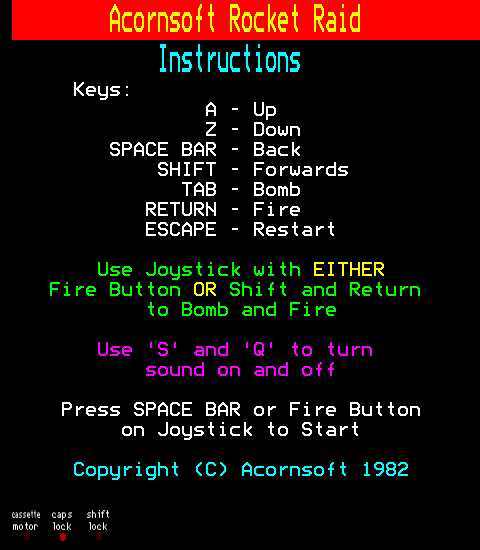 Acornsoft Rocket Raid
Instructions
Keys:
A - Up
Z - Down
SPACE BAR - Back
SHIFT - Forwards
TAB - Bomb
RETURN - Fire
ESCAPE - Restart
Use Joystick with EITHER
Fire Button OR Shift and Return
to Bomb and Fire
Use 'S' and 'Q' to turn
sound on and off
Press SPACE BAR or Fire Button
on Joystick to Start
Copyright (C) Acornsoft 1982
cassette motor caps lock shift lock